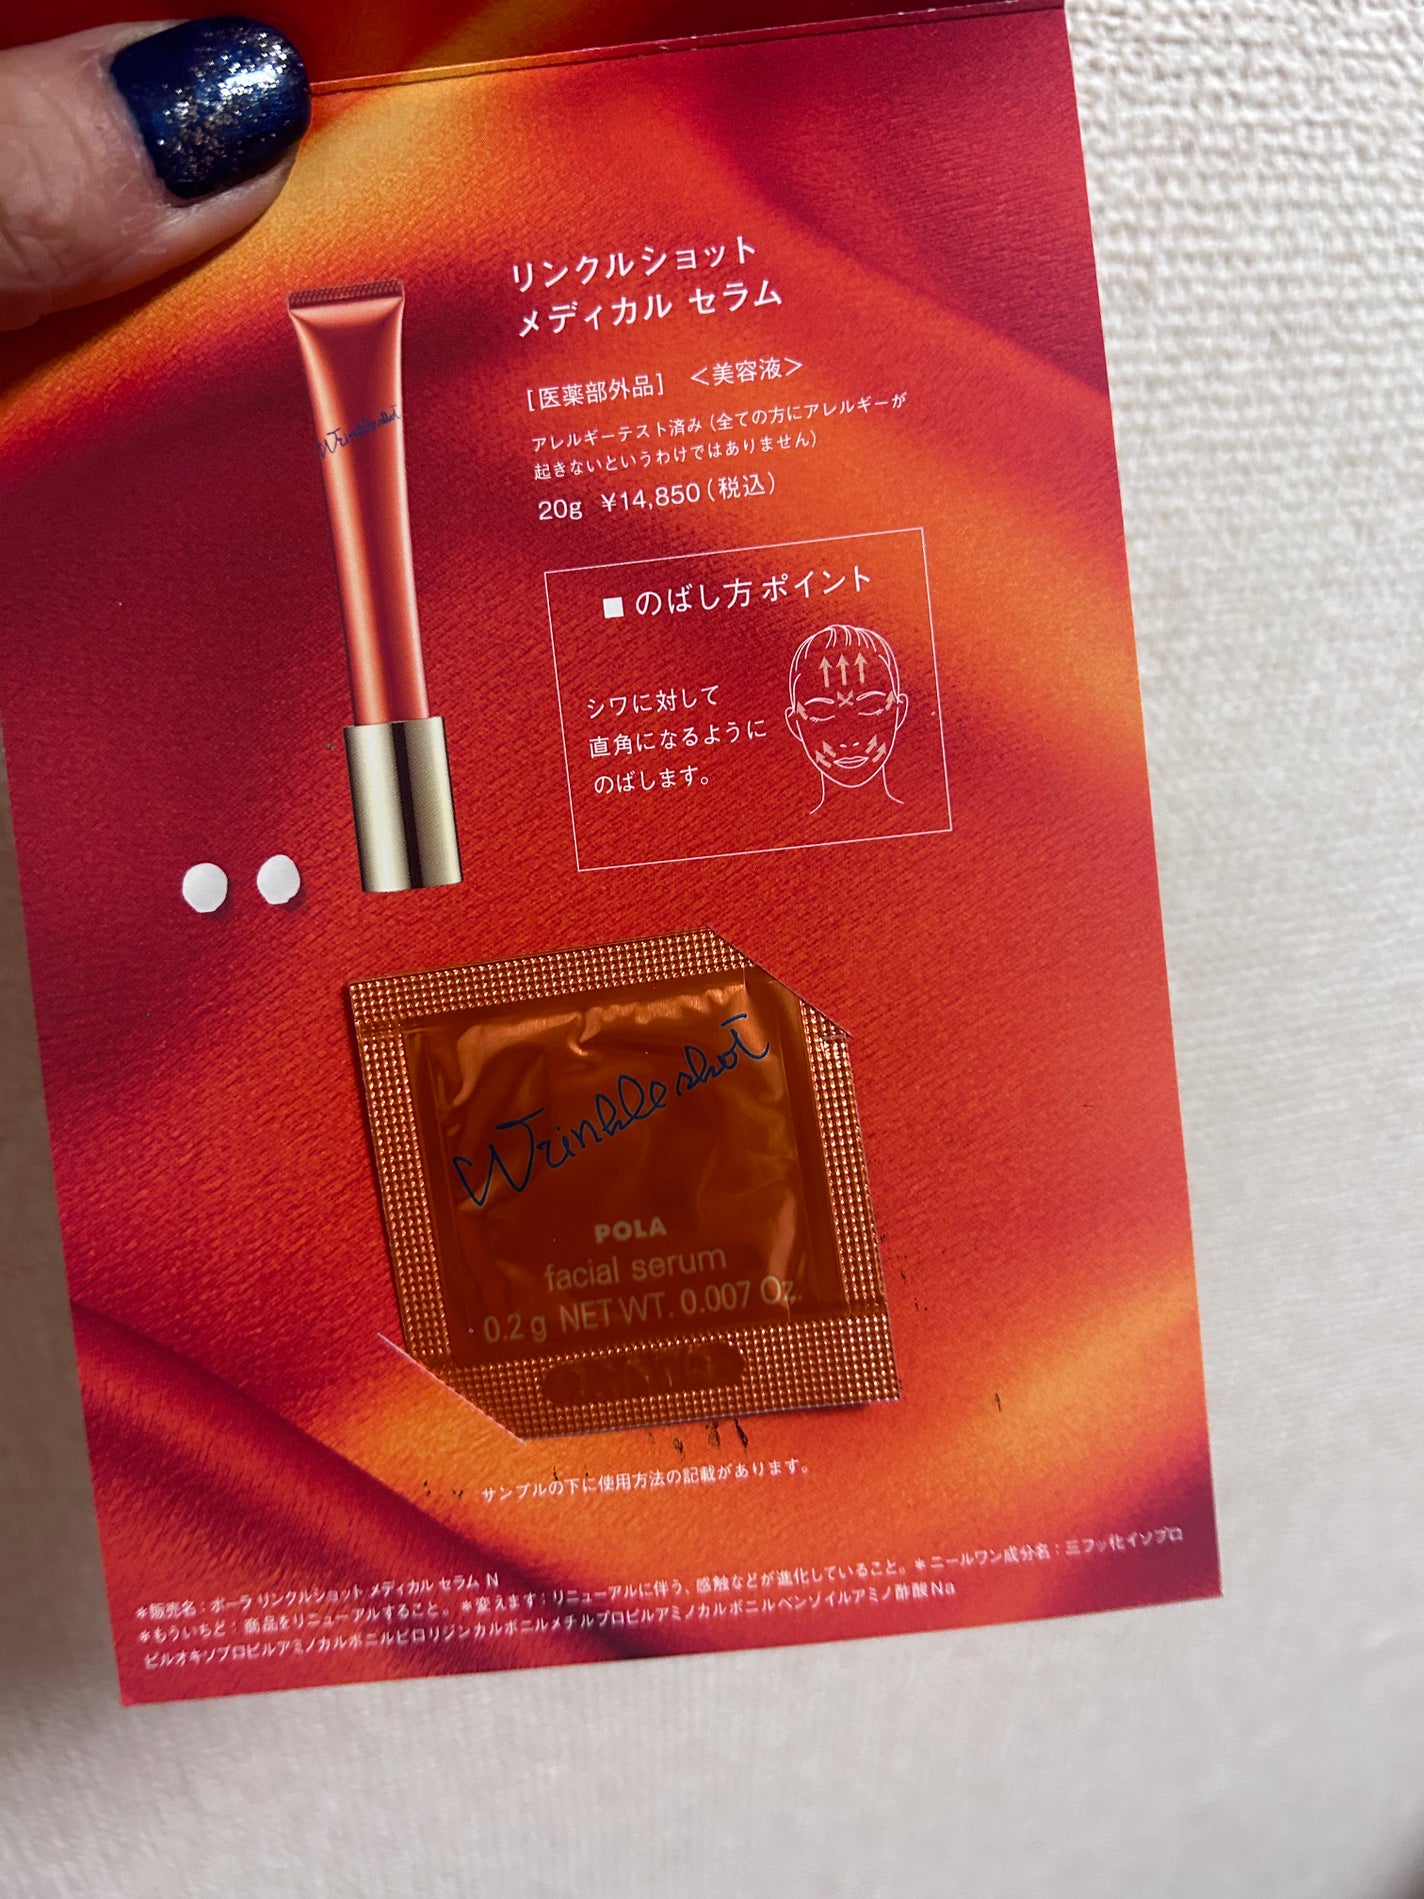 リンクルショット
メディカル セラム
[医薬部外品] ＜美容液＞
アレルギーテスト済み（全ての方にアレルギーが
起きないというわけではありません）
20g ¥14,850（税込）
■ のばし方ポイント
シワに対して
直角になるように
のばします。
Wrinkle shot
Wrinkle shot
POLA
facial serum
0.2 g NET WT. 0.007 Oz.
サンプルの下に使用方法の記載があります。
＊販売名：ポーラ リンクルショット メディカル セラム N
＊もういちど：商品をリニューアルすること。＊変えます：リニューアルに伴う、感触などが進化していること。＊ニールワン成分名：三フッ化イソプロ
ピルオキソプロピルアミノカルボニルピロリジンカルボニルメチルプロピルアミノカルボニルベンゾイルアミノ酢酸Na